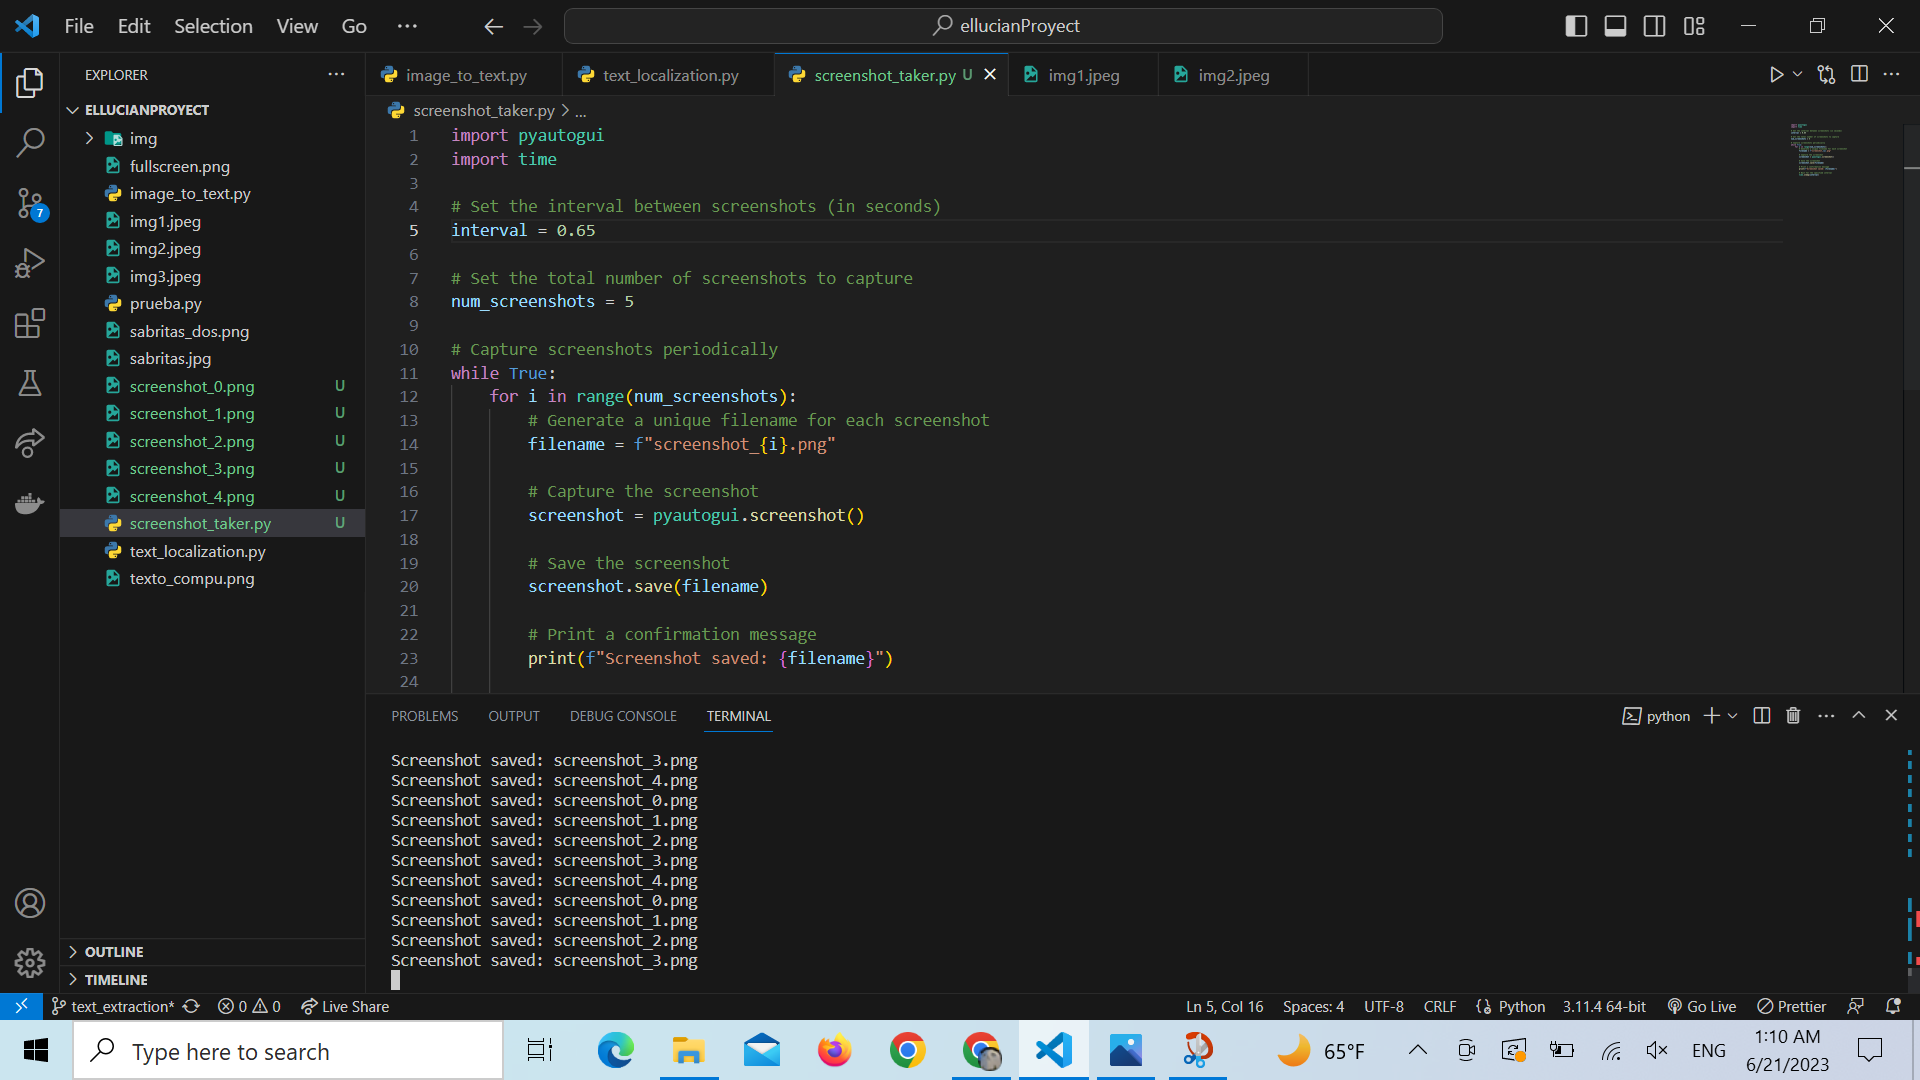 File Edit Selection View Go ...
ellucianProyect
EXPLORER
ELLUCIANPROYECT
img
fullscreen.png
image_to_text.py
img1.jpeg
img2.jpeg
img3.jpeg
prueba.py
sabritas_dos.png
sabritas.jpg
screenshot_0.png U
screenshot_1.png U
screenshot_2.png U
screenshot_3.png U
screenshot_4.png U
screenshot_taker.py U
text_localization.py
texto_compu.png
OUTLINE
TIMELINE
7
image_to_text.py text_localization.py screenshot_taker.py U img1.jpeg img2.jpeg
screenshot_taker.py > ...
1 import pyautogui
2 import time
3
4 # Set the interval between screenshots (in seconds)
5 interval = 0.65
6
7 # Set the total number of screenshots to capture
8 num_screenshots = 5
9
10 # Capture screenshots periodically
11 while True:
12 for i in range(num_screenshots):
13 # Generate a unique filename for each screenshot
14 filename = f"screenshot_{i}.png"
15
16 # Capture the screenshot
17 screenshot = pyautogui.screenshot()
18
19 # Save the screenshot
20 screenshot.save(filename)
21
22 # Print a confirmation message
23 print(f"Screenshot saved: {filename}")
24
PROBLEMS OUTPUT DEBUG CONSOLE TERMINAL
python
Screenshot saved: screenshot_3.png
Screenshot saved: screenshot_4.png
Screenshot saved: screenshot_0.png
Screenshot saved: screenshot_1.png
Screenshot saved: screenshot_2.png
Screenshot saved: screenshot_3.png
Screenshot saved: screenshot_4.png
Screenshot saved: screenshot_0.png
Screenshot saved: screenshot_1.png
Screenshot saved: screenshot_2.png
Screenshot saved: screenshot_3.png
text_extraction* 0 0 Live Share
Ln 5, Col 16 Spaces: 4 UTF-8 CRLF Python 3.11.4 64-bit Go Live Prettier
Type here to search
65°F
ENG
1:10 AM
6/21/2023